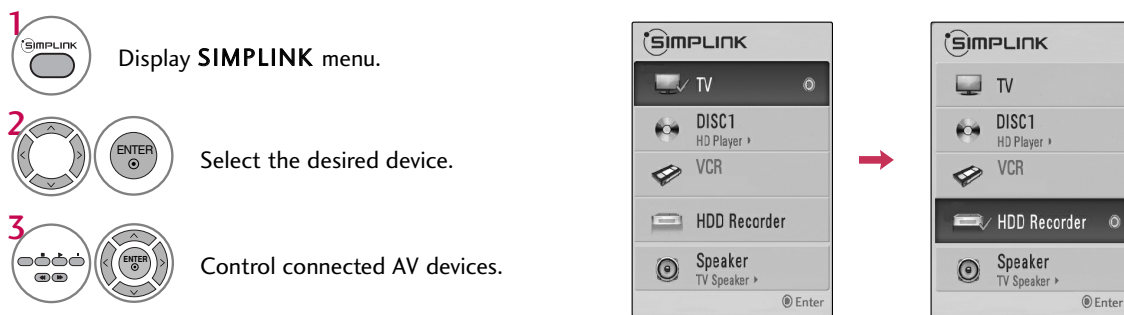 1
SIMPLINK
Display SIMPLINK menu.
2
ENTER
Select the desired device.
3
ENTER
Control connected AV devices.
SIMPLINK
TV
DISC1
HD Player
VCR
HDD Recorder
Speaker
TV Speaker
Enter
SIMPLINK
TV
DISC1
HD Player
VCR
HDD Recorder
Speaker
TV Speaker
Enter